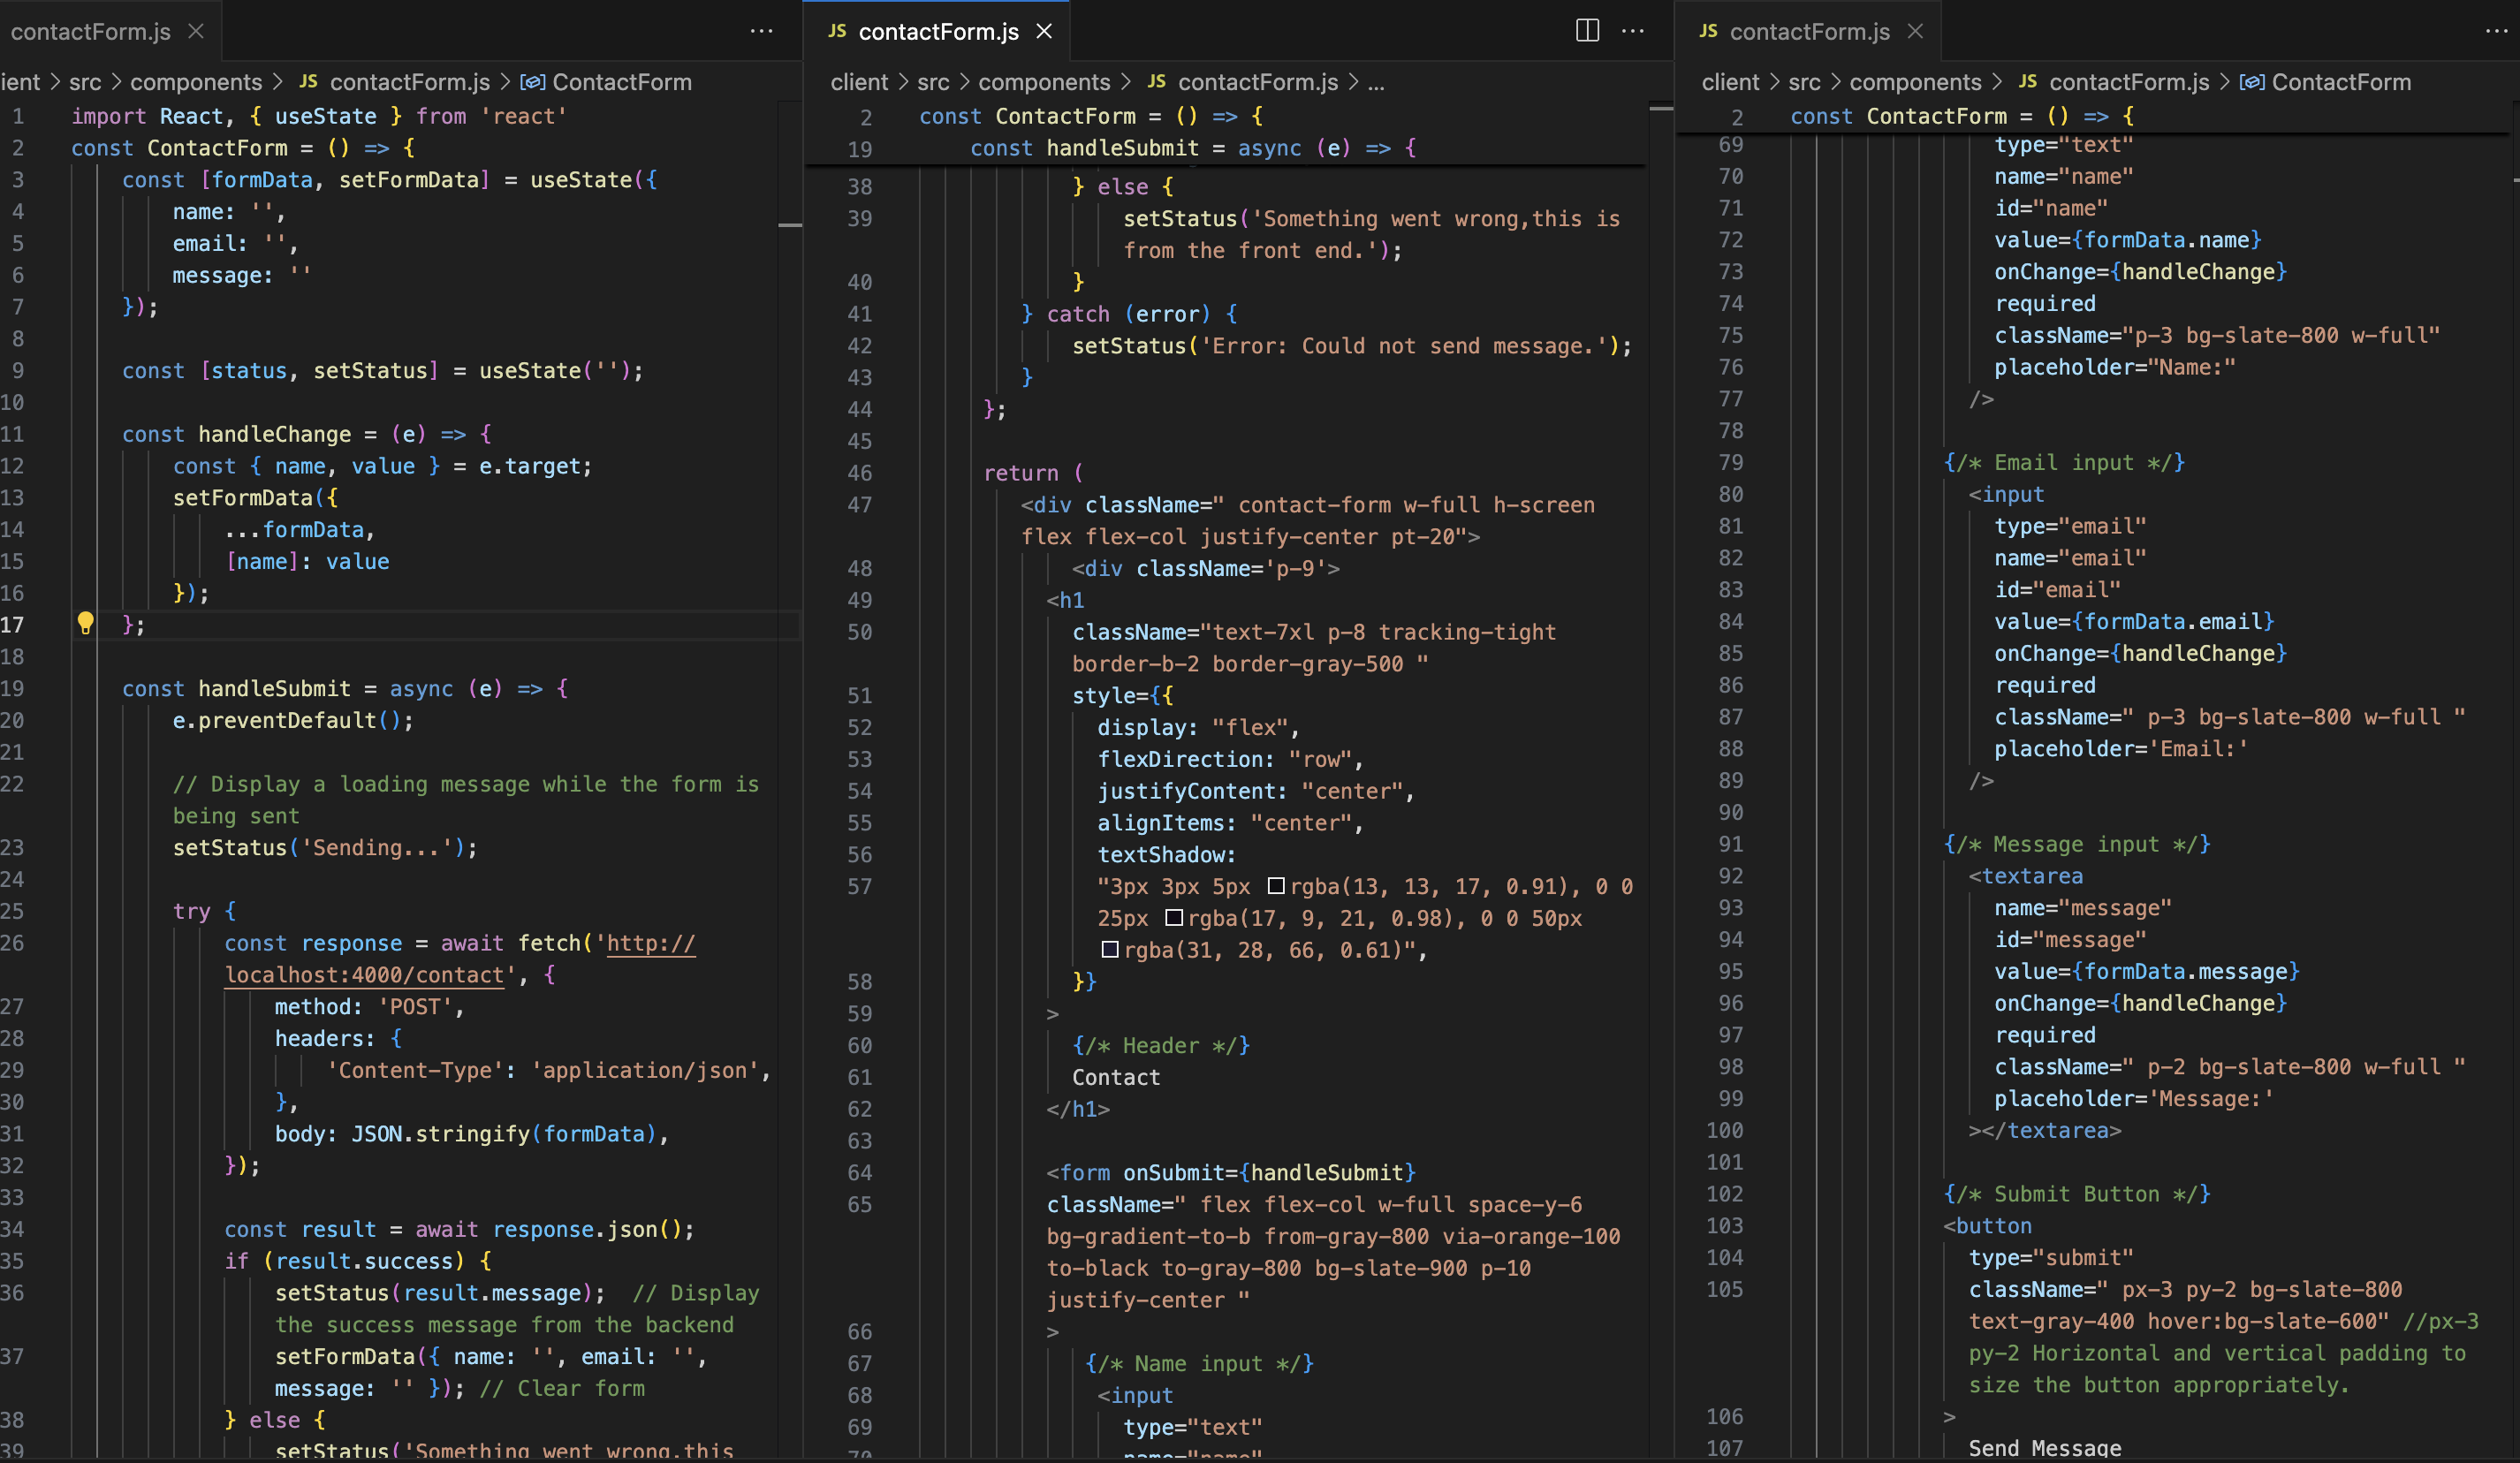 contactForm.js
ient > src > components > JS contactForm.js > ContactForm
1 import React, { useState } from 'react'
2 const ContactForm = () => {
3 const [formData, setFormData] = useState({
4 name: '',
5 email: '',
6 message: ''
7 });
8
9 const [status, setStatus] = useState('');
10
11 const handleChange = (e) => {
12 const { name, value } = e.target;
13 setFormData({
14 ...formData,
15 [name]: value
16 });
17 };
18
19 const handleSubmit = async (e) => {
20 e.preventDefault();
21
22 // Display a loading message while the form is
being sent
23 setStatus('Sending...');
24
25 try {
26 const response = await fetch('http://
localhost:4000/contact', {
27 method: 'POST',
28 headers: {
29 'Content-Type': 'application/json',
30 },
31 body: JSON.stringify(formData),
32 });
33
34 const result = await response.json();
35 if (result.success) {
36 setStatus(result.message); // Display
the success message from the backend
37 setFormData({ name: '', email: '',
message: '' }); // Clear form
38 } else {
39 setStatus('Something went wrong,this
JS contactForm.js
client > src > components > JS contactForm.js > ...
2 const ContactForm = () => {
19 const handleSubmit = async (e) => {
38 } else {
39 setStatus('Something went wrong,this is
from the front end.');
40 }
41 } catch (error) {
42 setStatus('Error: Could not send message.');
43 }
44 };
45
46 return (
47 <div className=" contact-form w-full h-screen
flex flex-col justify-center pt-20">
48 <div className='p-9'>
49 <h1
50 className="text-7xl p-8 tracking-tight
border-b-2 border-gray-500 "
51 style={{
52 display: "flex",
53 flexDirection: "row",
54 justifyContent: "center",
55 alignItems: "center",
56 textShadow:
57 "3px 3px 5px rgba(13, 13, 17, 0.91), 0 0
25px rgba(17, 9, 21, 0.98), 0 0 50px
rgba(31, 28, 66, 0.61)",
58 }}
59 >
60 {/* Header */}
61 Contact
62 </h1>
63
64 <form onSubmit={handleSubmit}
65 className=" flex flex-col w-full space-y-6
bg-gradient-to-b from-gray-800 via-orange-100
to-black to-gray-800 bg-slate-900 p-10
justify-center "
66 >
67 {/* Name input */}
68 <input
69 type="text"
70 name="name"
JS contactForm.js
client > src > components > JS contactForm.js > ContactForm
2 const ContactForm = () => {
69 type="text"
70 name="name"
71 id="name"
72 value={formData.name}
73 onChange={handleChange}
74 required
75 className="p-3 bg-slate-800 w-full"
76 placeholder="Name:"
77 />
78
79 {/* Email input */}
80 <input
81 type="email"
82 name="email"
83 id="email"
84 value={formData.email}
85 onChange={handleChange}
86 required
87 className=" p-3 bg-slate-800 w-full "
88 placeholder='Email:'
89 />
90
91 {/* Message input */}
92 <textarea
93 name="message"
94 id="message"
95 value={formData.message}
96 onChange={handleChange}
97 required
98 className=" p-2 bg-slate-800 w-full "
99 placeholder='Message:'
100 ></textarea>
101
102 {/* Submit Button */}
103 <button
104 type="submit"
105 className=" px-3 py-2 bg-slate-800
text-gray-400 hover:bg-slate-600" //px-3
py-2 Horizontal and vertical padding to
size the button appropriately.
106 >
107 Send Message